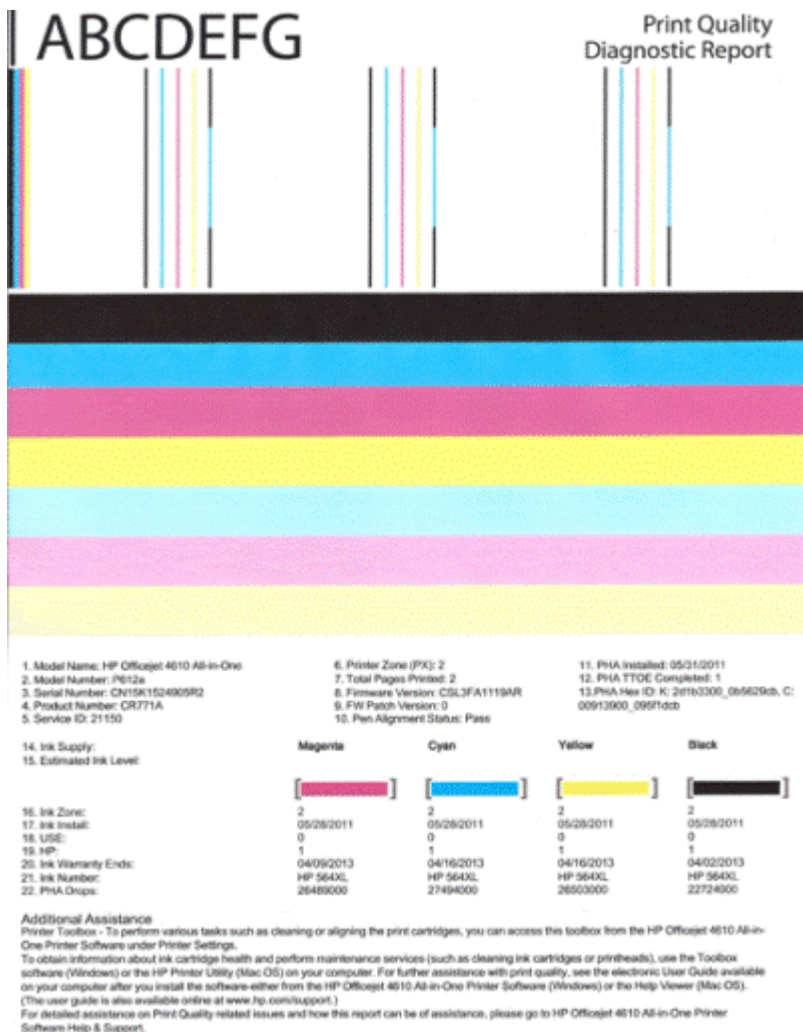 ABCDEFG
Print Quality
Diagnostic Report
1. Model Name: HP Officejet 4610 All-in-One
2. Model Number: P612a
3. Serial Number: CN15K1524905R2
4. Product Number: CR771A
5. Service ID: 21150
6. Printer Zone (PX): 2
7. Total Pages Printed: 2
8. Firmware Version: CSL3FA1119AR
9. FW Patch Version: 0
10. Pen Alignment Status: Pass
11. PHA Installed: 05/31/2011
12. PHA TTOE Completed: 1
13.PHA Hex ID: K: 2d1b3300_0b5629db, C:
00913900_095f1dcb
14. Ink Supply: Magenta Cyan Yellow Black
15. Estimated Ink Level:
16. Ink Zone: 2 2 2 2
17. Ink Install: 05/28/2011 05/28/2011 05/28/2011 05/28/2011
18. USE: 0 0 0 0
19. HP: 1 1 1 1
20. Ink Warranty Ends: 04/09/2013 04/16/2013 04/16/2013 04/02/2013
21. Ink Number: HP 564XL HP 564XL HP 564XL HP 564XL
22. PHA Drops: 26489000 27494000 26503000 22724000
Additional Assistance
Printer Toolbox - To perform various tasks such as cleaning or aligning the print cartridges, you can access this toolbox from the HP Officejet 4610 All-in-
One Printer Software under Printer Settings.
To obtain information about ink cartridge health and perform maintenance services (such as cleaning ink cartridges or printheads), use the Toolbox
software (Windows) or the HP Printer Utility (Mac OS) on your computer. For further assistance with print quality, see the electronic User Guide available
on your computer after you install the software-either from the HP Officejet 4610 All-in-One Printer Software (Windows) or the Help Viewer (Mac OS).
(The user guide is also available online at www.hp.com/support.)
For detailed assistance on Print Quality related issues and how this report can be of assistance, please go to HP Officejet 4610 All-in-One Printer
Software Help & Support.